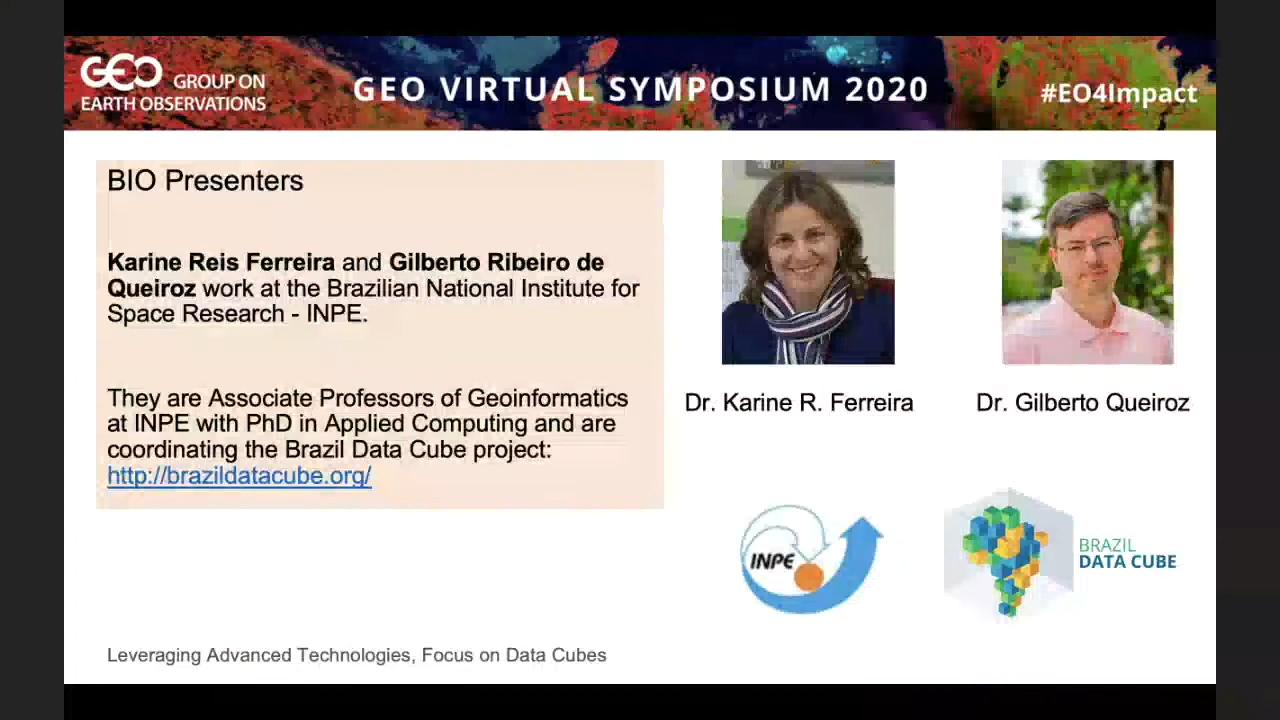 GEO GROUP ON
EARTH OBSERVATIONS
GEO VIRTUAL SYMPOSIUM 2020
#EO4Impact
BIO Presenters
Karine Reis Ferreira and Gilberto Ribeiro de
Queiroz work at the Brazilian National Institute for
Space Research - INPE.
They are Associate Professors of Geoinformatics
at INPE with PhD in Applied Computing and are
coordinating the Brazil Data Cube project:
http://brazildatacube.org/
Dr. Karine R. Ferreira
Dr. Gilberto Queiroz
INPE
BRAZIL
DATA CUBE
Leveraging Advanced Technologies, Focus on Data Cubes